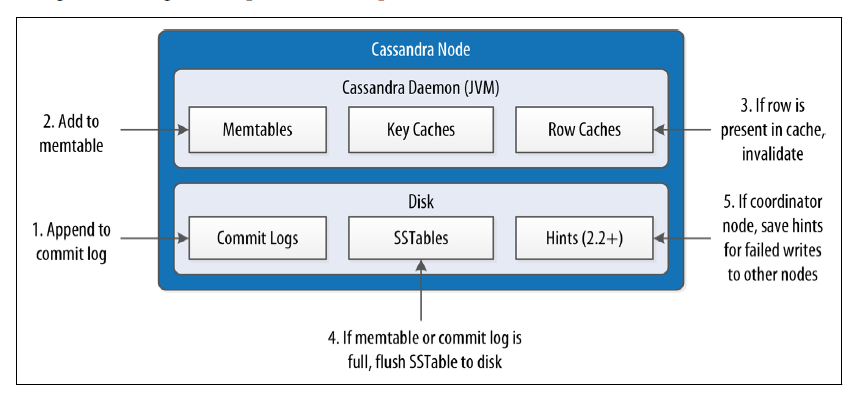 Cassandra Node
Cassandra Daemon (JVM)
Memtables
Key Caches
Row Caches
2. Add to
memtable
3. If row is
present in cache,
invalidate
Disk
Commit Logs
SSTables
Hints (2.2+)
1. Append to
commit log
5. If coordinator
node, save hints
for failed writes
to other nodes
4. If memtable or commit log is
full, flush SSTable to disk